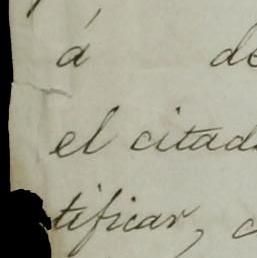 á de
el citad
tificar,